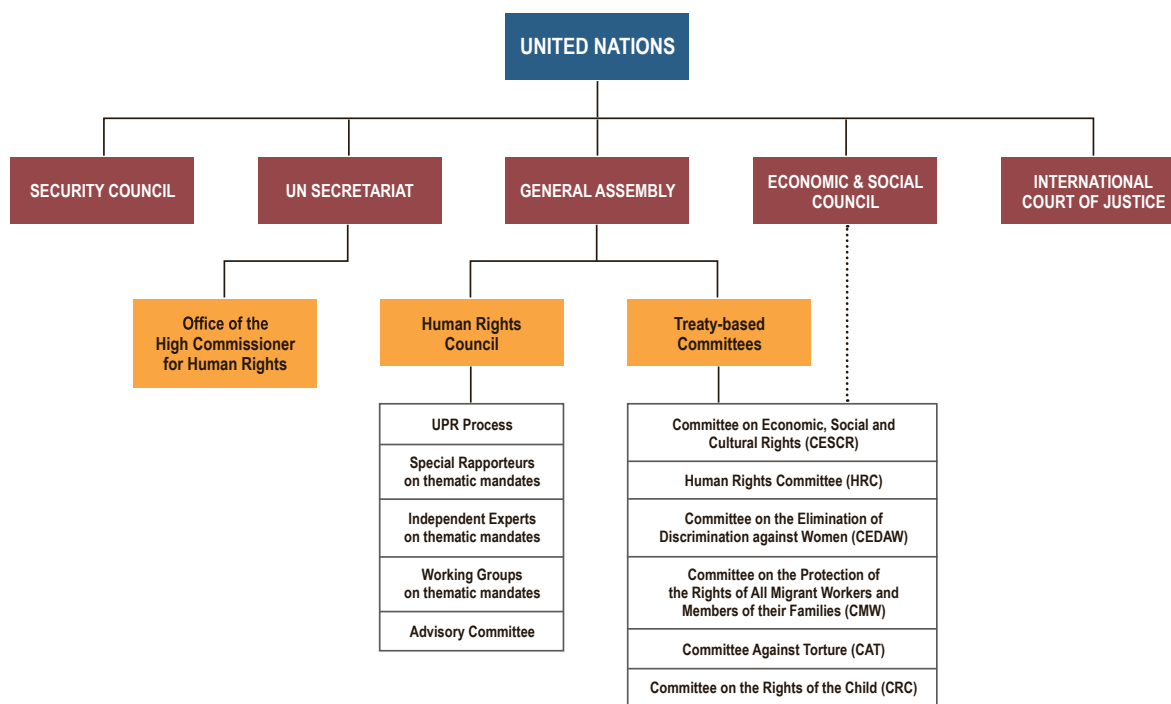 UNITED NATIONS
SECURITY COUNCIL
UN SECRETARIAT
GENERAL ASSEMBLY
ECONOMIC & SOCIAL
COUNCIL
INTERNATIONAL
COURT OF JUSTICE
Office of the
High Commissioner
for Human Rights
Human Rights
Council
Treaty-based
Committees
UPR Process
Special Rapporteurs
on thematic mandates
Independent Experts
on thematic mandates
Working Groups
on thematic mandates
Advisory Committee
Committee on Economic, Social and
Cultural Rights (CESCR)
Human Rights Committee (HRC)
Committee on the Elimination of
Discrimination against Women (CEDAW)
Committee on the Protection of
the Rights of All Migrant Workers and
Members of their Families (CMW)
Committee Against Torture (CAT)
Committee on the Rights of the Child (CRC)